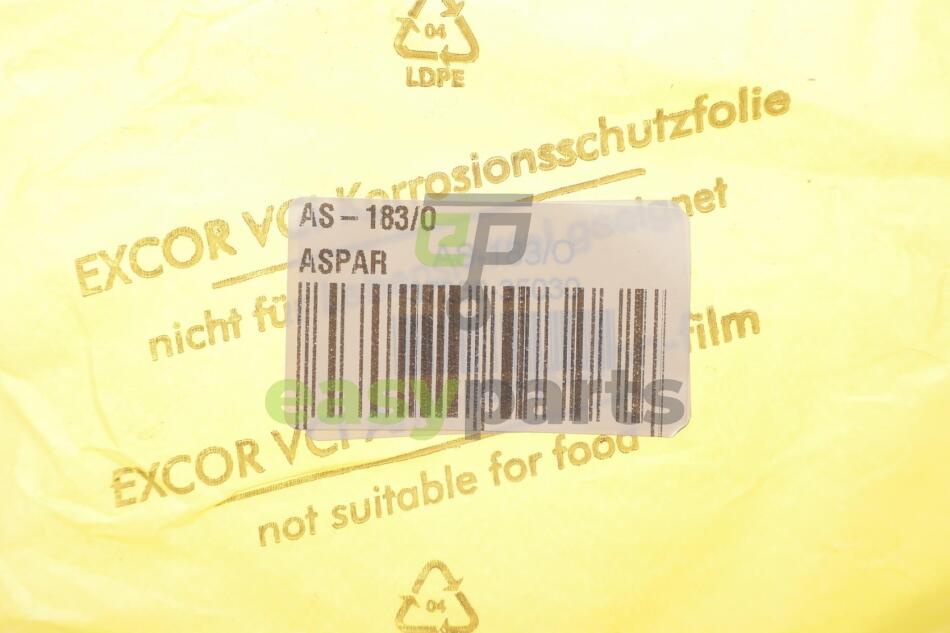 04
LDPE
EXCOR VCI Korrosionsschutzfolie
nicht für geeignet
AS - 183/0
ASPAR
easyparts
EXCOR VCI
film
not suitable for food
04